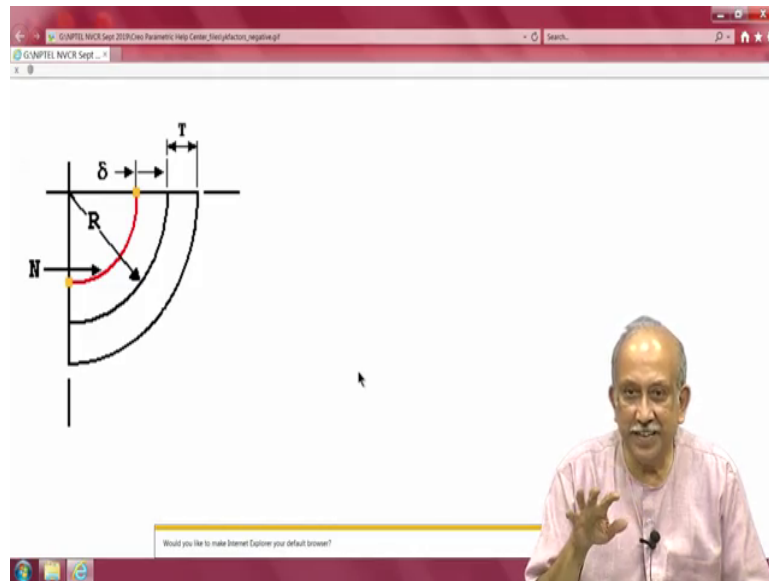 G:\NPTEL NVCR Sept 2019\Creo Parametric Help Center_files\ykfactors_negative.gif
Search...
G:\NPTEL NVCR Sept ...
x
T
δ
R
N
Would you like to make Internet Explorer your default browser?